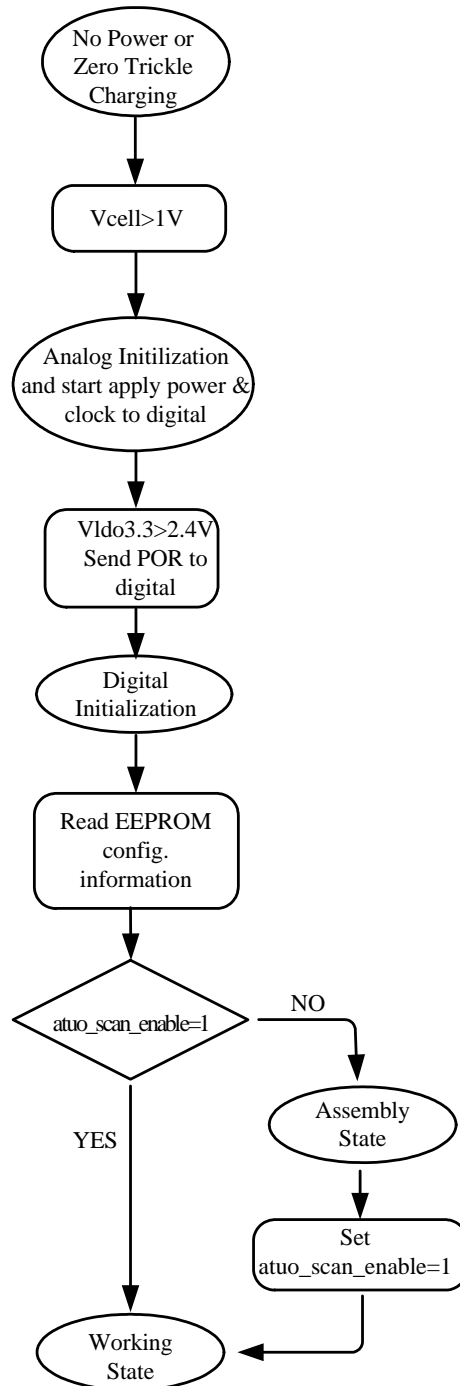 No Power or
Zero Trickle
Charging
Vcell>1V
Analog Initilization
and start apply power &
clock to digital
Vldo3.3>2.4V
Send POR to
digital
Digital
Initialization
Read EEPROM
config.
information
atuo_scan_enable=1
NO
YES
Assembly
State
Set
atuo_scan_enable=1
Working
State